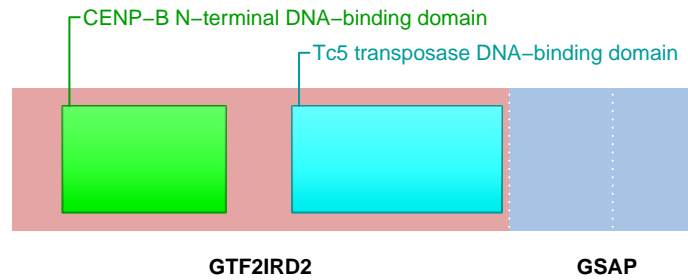 CENP−B N−terminal DNA−binding domain
Tc5 transposase DNA−binding domain
GTF2IRD2 GSAP